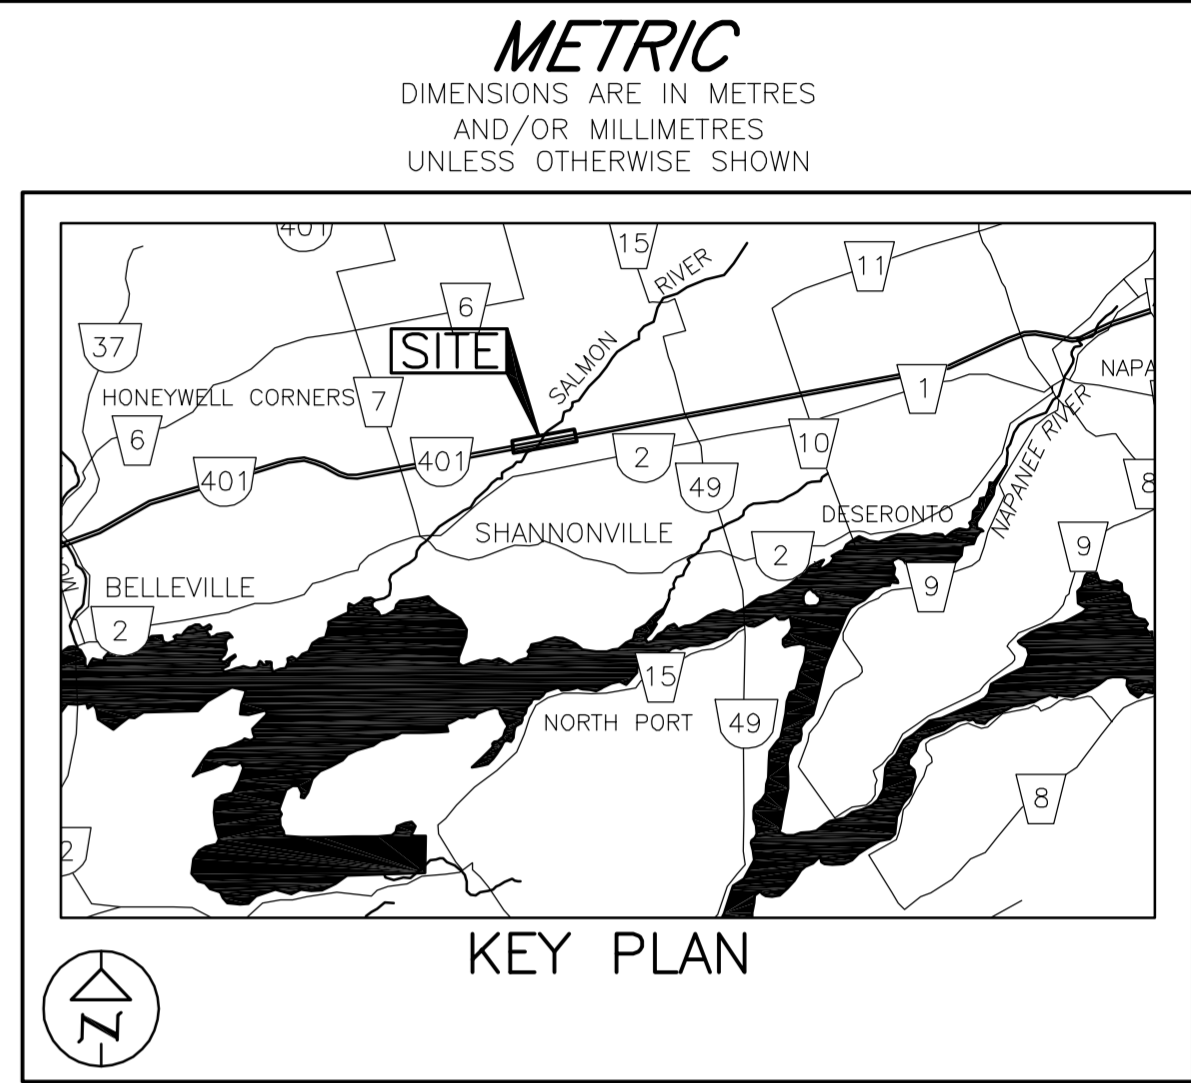 METRIC
DIMENSIONS ARE IN METRES
AND/OR MILLIMETRES
UNLESS OTHERWISE SHOWN
401
15
11
RIVER
6
37
SITE
SALMON
NAPA
HONEYWELL CORNERS
7
1
6
401
401
2
10
49
8
NAPANEE RIVER
SHANNONVILLE
DESERONTO
2
9
BELLEVILLE
9
2
15
NORTH PORT
49
8
2
KEY PLAN
N